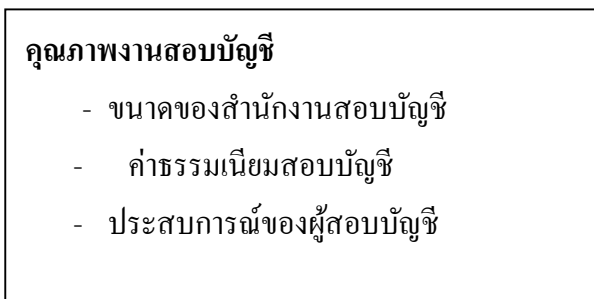 คุณภาพงานสอบบัญชี
- ขนาดของสำนักงานสอบบัญชี
- ค่าธรรมเนียมสอบบัญชี
- ประสบการณ์ของผู้สอบบัญชี